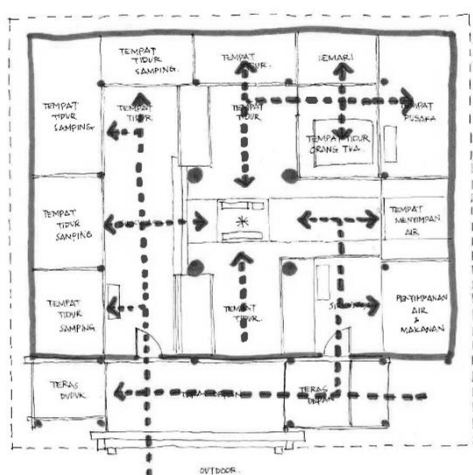 TEMPAT
TIDUR
SAMPING.
TEMPAT
TIDUR.
LEMARI
TEMPAT
TIDUR
SAMPING
TEMPAT
TIDUR
TEMPAT
TIDUR
TEMPAT
PUSAKA
TEMPAT TIDUR
ORANG TUA
TEMPAT
TIDUR
SAMPING
TEMPAT
MENYIMPAN
AIR
TEMPAT
TIDUR
SAMPING
TEMPAT
TIDUR.
PENYIMPANAN
AIR
&
MAKANAN
TERAS
DUDUK
TERAS
DEPAN
OUTDOOR.